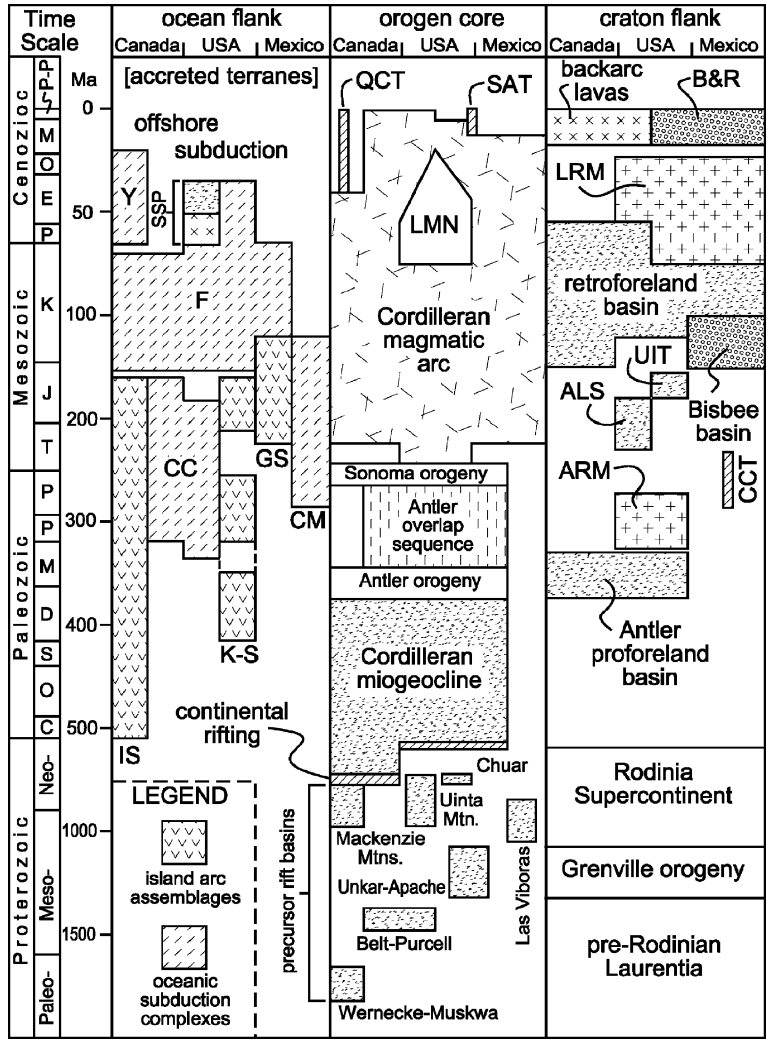 Time
Scale
ocean flank
orogen core
craton flank
Canada
USA
Mexico
Canada
USA
Mexico
Canada
USA
Mexico
Cenozoic
P-P
M
O
E
P
Mesozoic
K
J
T
Paleozoic
P
P
M
D
S
O
C
Proterozoic
Neo-
Meso-
Paleo-
Ma
0
50
100
200
300
400
500
1000
1500
[accreted terranes]
offshore
subduction
Y
SSP
F
CC
GS
CM
K-S
IS
continental
rifting
LEGEND
island arc
assemblages
oceanic
subduction
complexes
QCT
SAT
LMN
Cordilleran
magmatic
arc
Sonoma orogeny
Antler
overlap
sequence
Antler orogeny
Cordilleran
miogeocline
Chuar
Uinta
Mtn.
Mackenzie
Mtns.
Unkar-Apache
Las Viboras
Belt-Purcell
Wernecke-Muskwa
precursor rift basins
backarc
lavas
B&R
LRM
retroforeland
basin
UIT
ALS
Bisbee
basin
ARM
CCT
Antler
proforeland
basin
Rodinia
Supercontinent
Grenville orogeny
pre-Rodinian
Laurentia